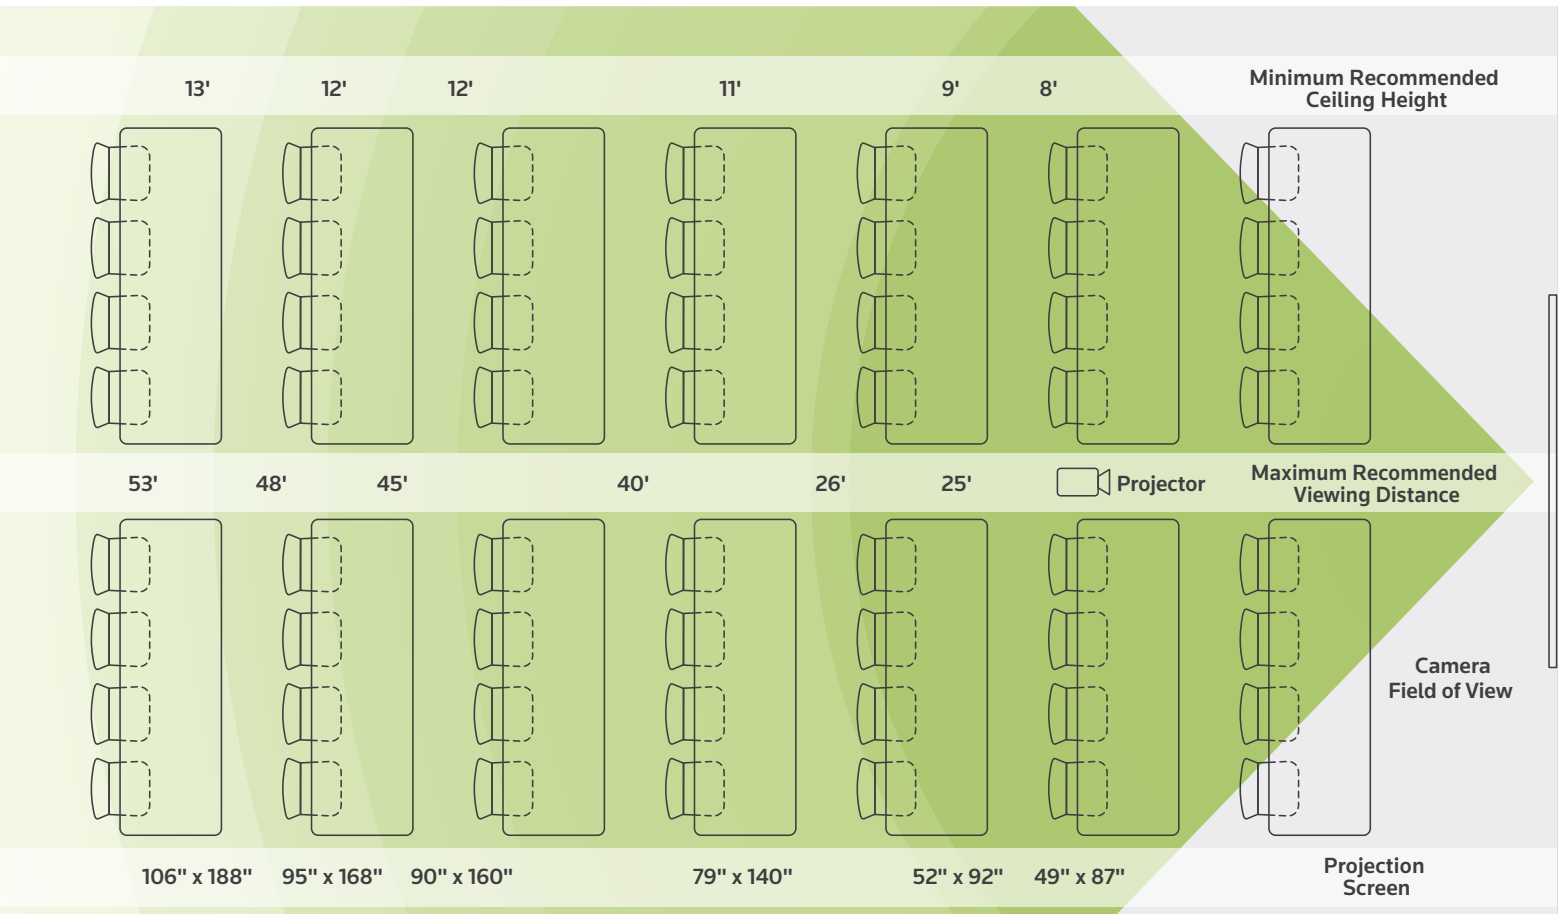 13' 12' 12' 11' 9' 8' Minimum Recommended
Ceiling Height
53' 48' 45' 40' 26' 25' Projector Maximum Recommended
Viewing Distance
Camera
Field of View
106" x 188" 95" x 168" 90" x 160" 79" x 140" 52" x 92" 49" x 87" Projection
Screen